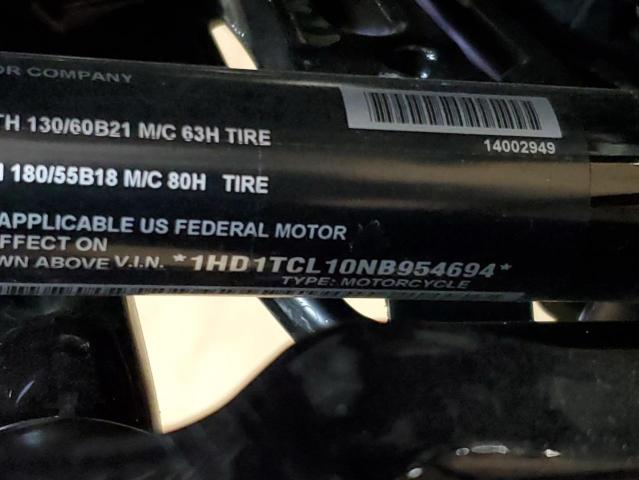 OR COMPANY
TH 130/60B21 M/C 63H TIRE
14002949
180/55B18 M/C 80H TIRE
APPLICABLE US FEDERAL MOTOR
EFFECT ON
WN ABOVE V.I.N. *1HD1TCL10NB954694*
TYPE: MOTORCYCLE